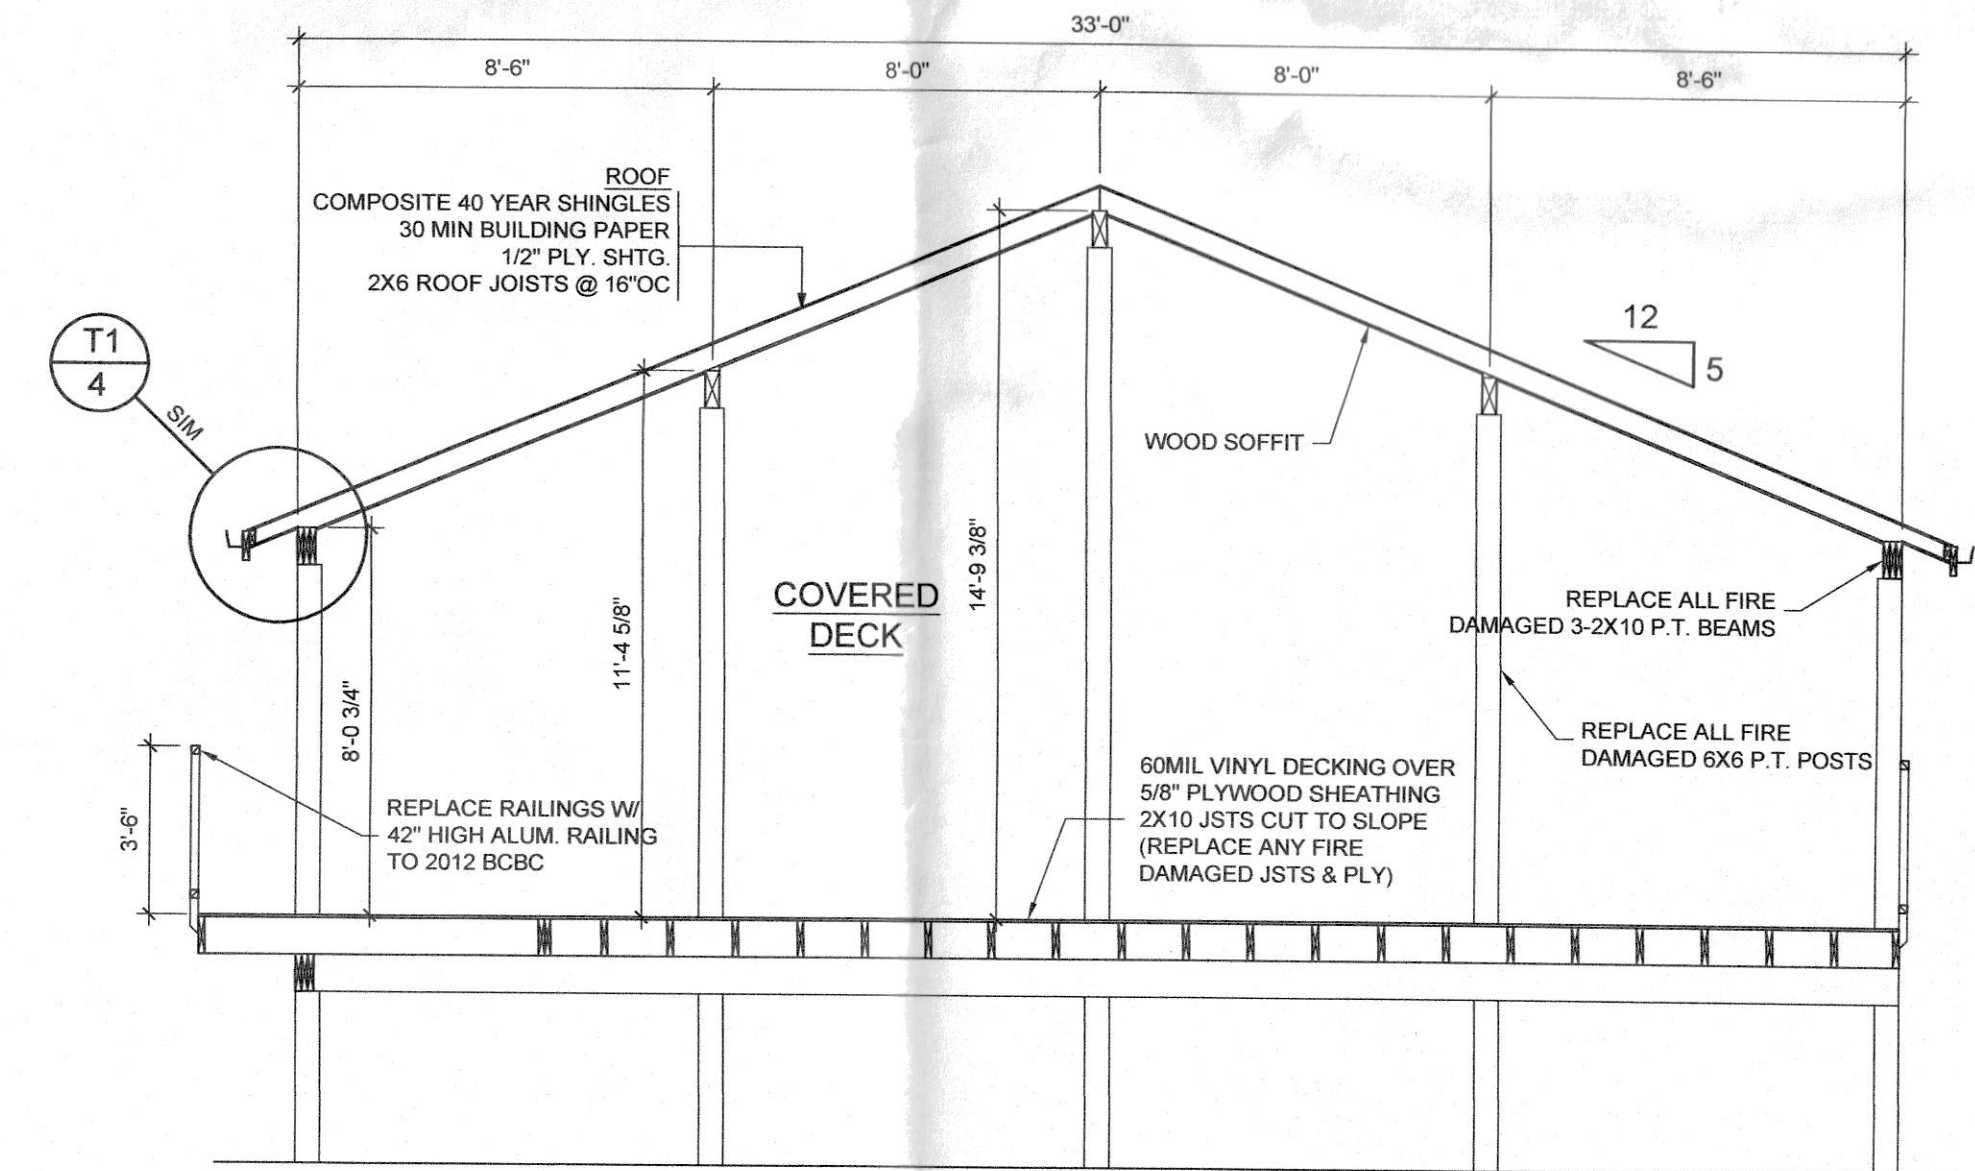 33'-0"
8'-6"
8'-0"
8'-0"
8'-6"
ROOF
COMPOSITE 40 YEAR SHINGLES
30 MIN BUILDING PAPER
1/2" PLY. SHTG.
2X6 ROOF JOISTS @ 16"OC
T1
4
SIM
12
5
WOOD SOFFIT
COVERED
DECK
14'-9 3/8"
11'-4 5/8"
8'-0 3/4"
3'-6"
REPLACE ALL FIRE
DAMAGED 3-2X10 P.T. BEAMS
REPLACE ALL FIRE
DAMAGED 6X6 P.T. POSTS
REPLACE RAILINGS W/
42" HIGH ALUM. RAILING
TO 2012 BCBC
60MIL VINYL DECKING OVER
5/8" PLYWOOD SHEATHING
2X10 JSTS CUT TO SLOPE
(REPLACE ANY FIRE
DAMAGED JSTS & PLY)